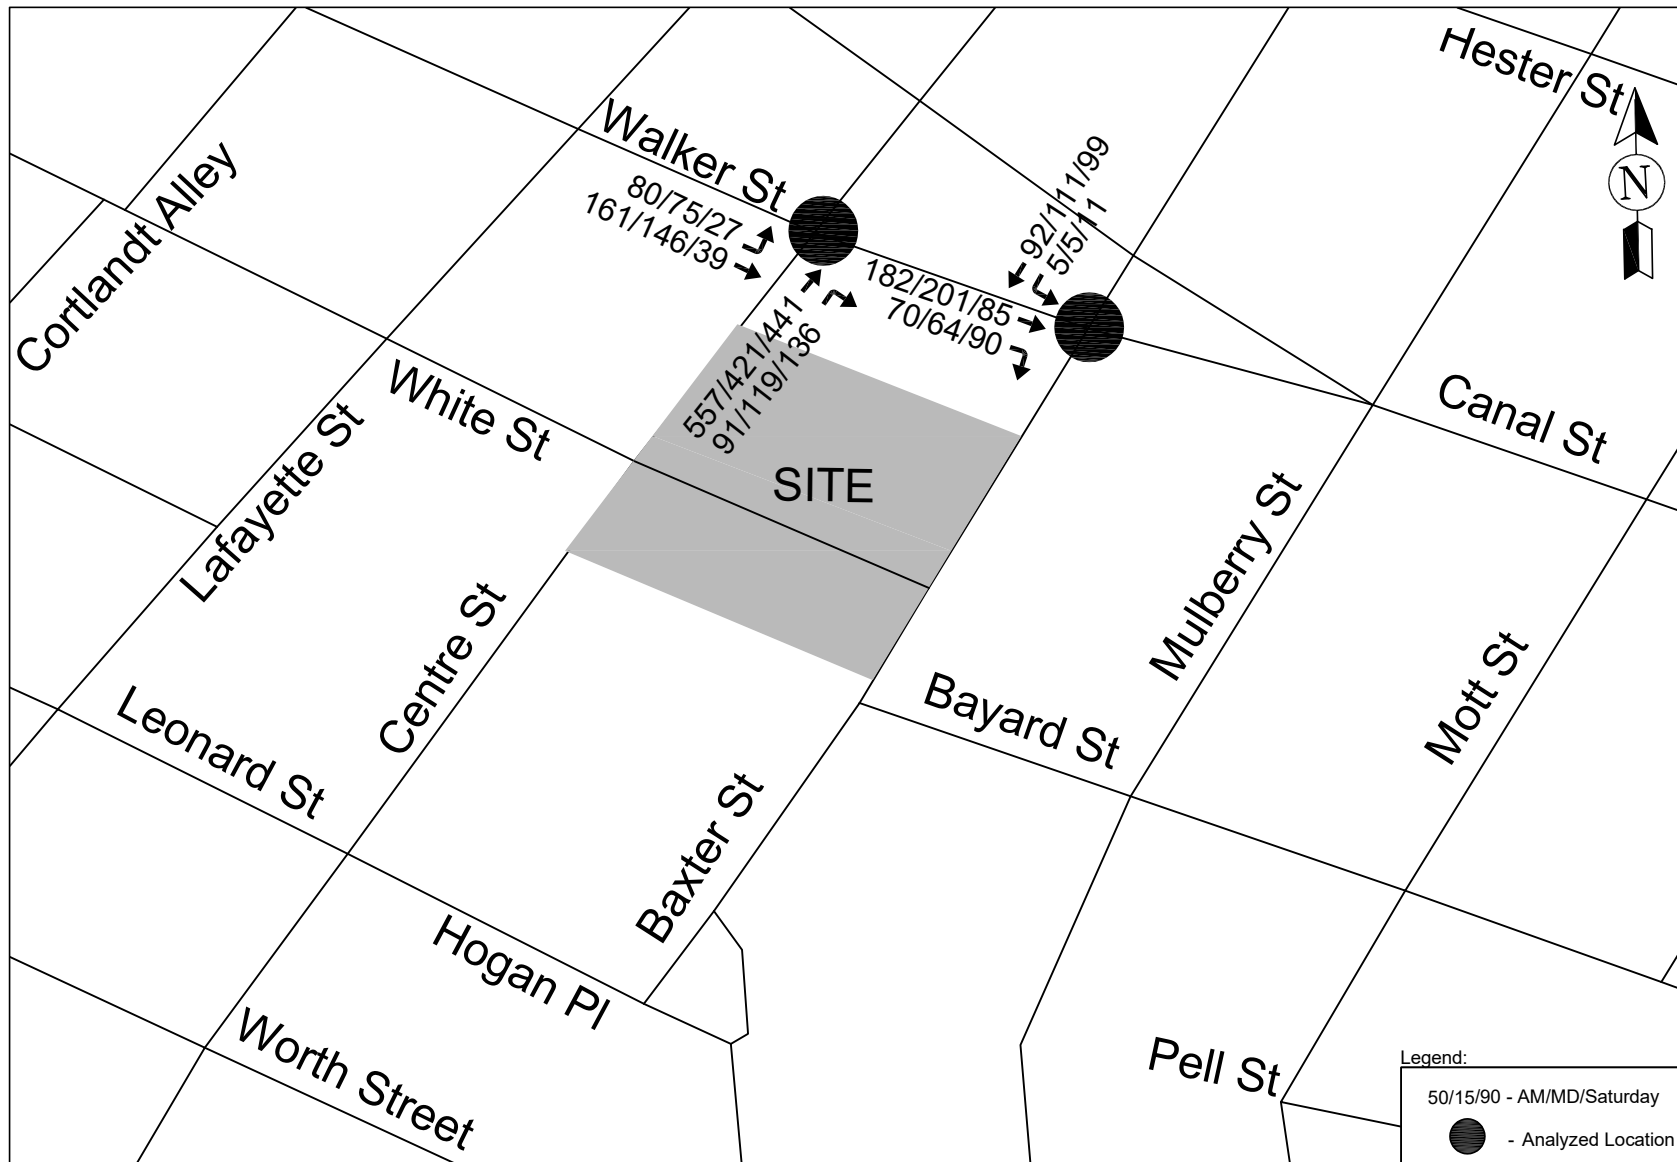 Hester St
Walker St
N
Cortlandt Alley
80/75/27
161/146/39
92/111/99
5/5/11
182/201/85
70/64/90
557/421/441
91/119/136
White St
Canal St
Lafayette St
SITE
Mulberry St
Centre St
Mott St
Leonard St
Bayard St
Baxter St
Hogan Pl
Worth Street
Pell St
Legend:
50/15/90 - AM/MD/Saturday
- Analyzed Location